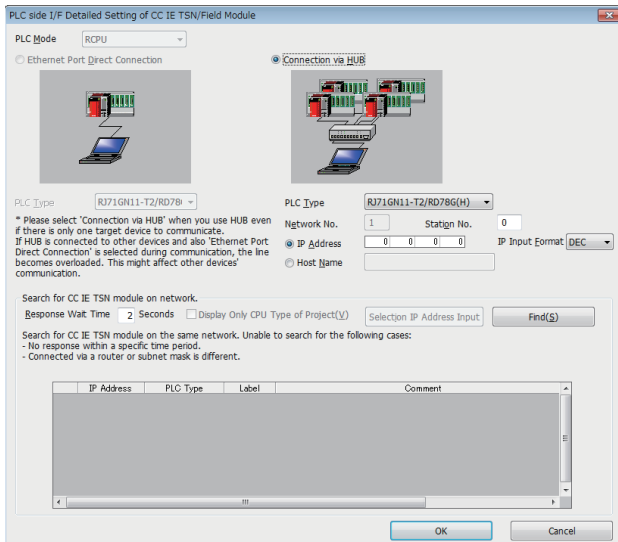 PLC side I/F Detailed Setting of CC IE TSN/Field Module
PLC Mode RCPU
Ethernet Port Direct Connection Connection via HUB
PLC Type RJ71GN11-T2/RD78( PLC Type RJ71GN11-T2/RD78G(H)
* Please select 'Connection via HUB' when you use HUB even
if there is only one target device to communicate.
If HUB is connected to other devices and also 'Ethernet Port
Direct Connection' is selected during communication, the line
becomes overloaded. This might affect other devices'
communication.
Network No. 1 Station No. 0
IP Address 0 0 0 0 IP Input Format DEC
Host Name
Search for CC IE TSN module on network.
Response Wait Time 2 Seconds Display Only CPU Type of Project(V) Selection IP Address Input Find(S)
Search for CC IE TSN module on the same network. Unable to search for the following cases:
- No response within a specific time period.
- Connected via a router or subnet mask is different.
IP Address PLC Type Label Comment
OK Cancel